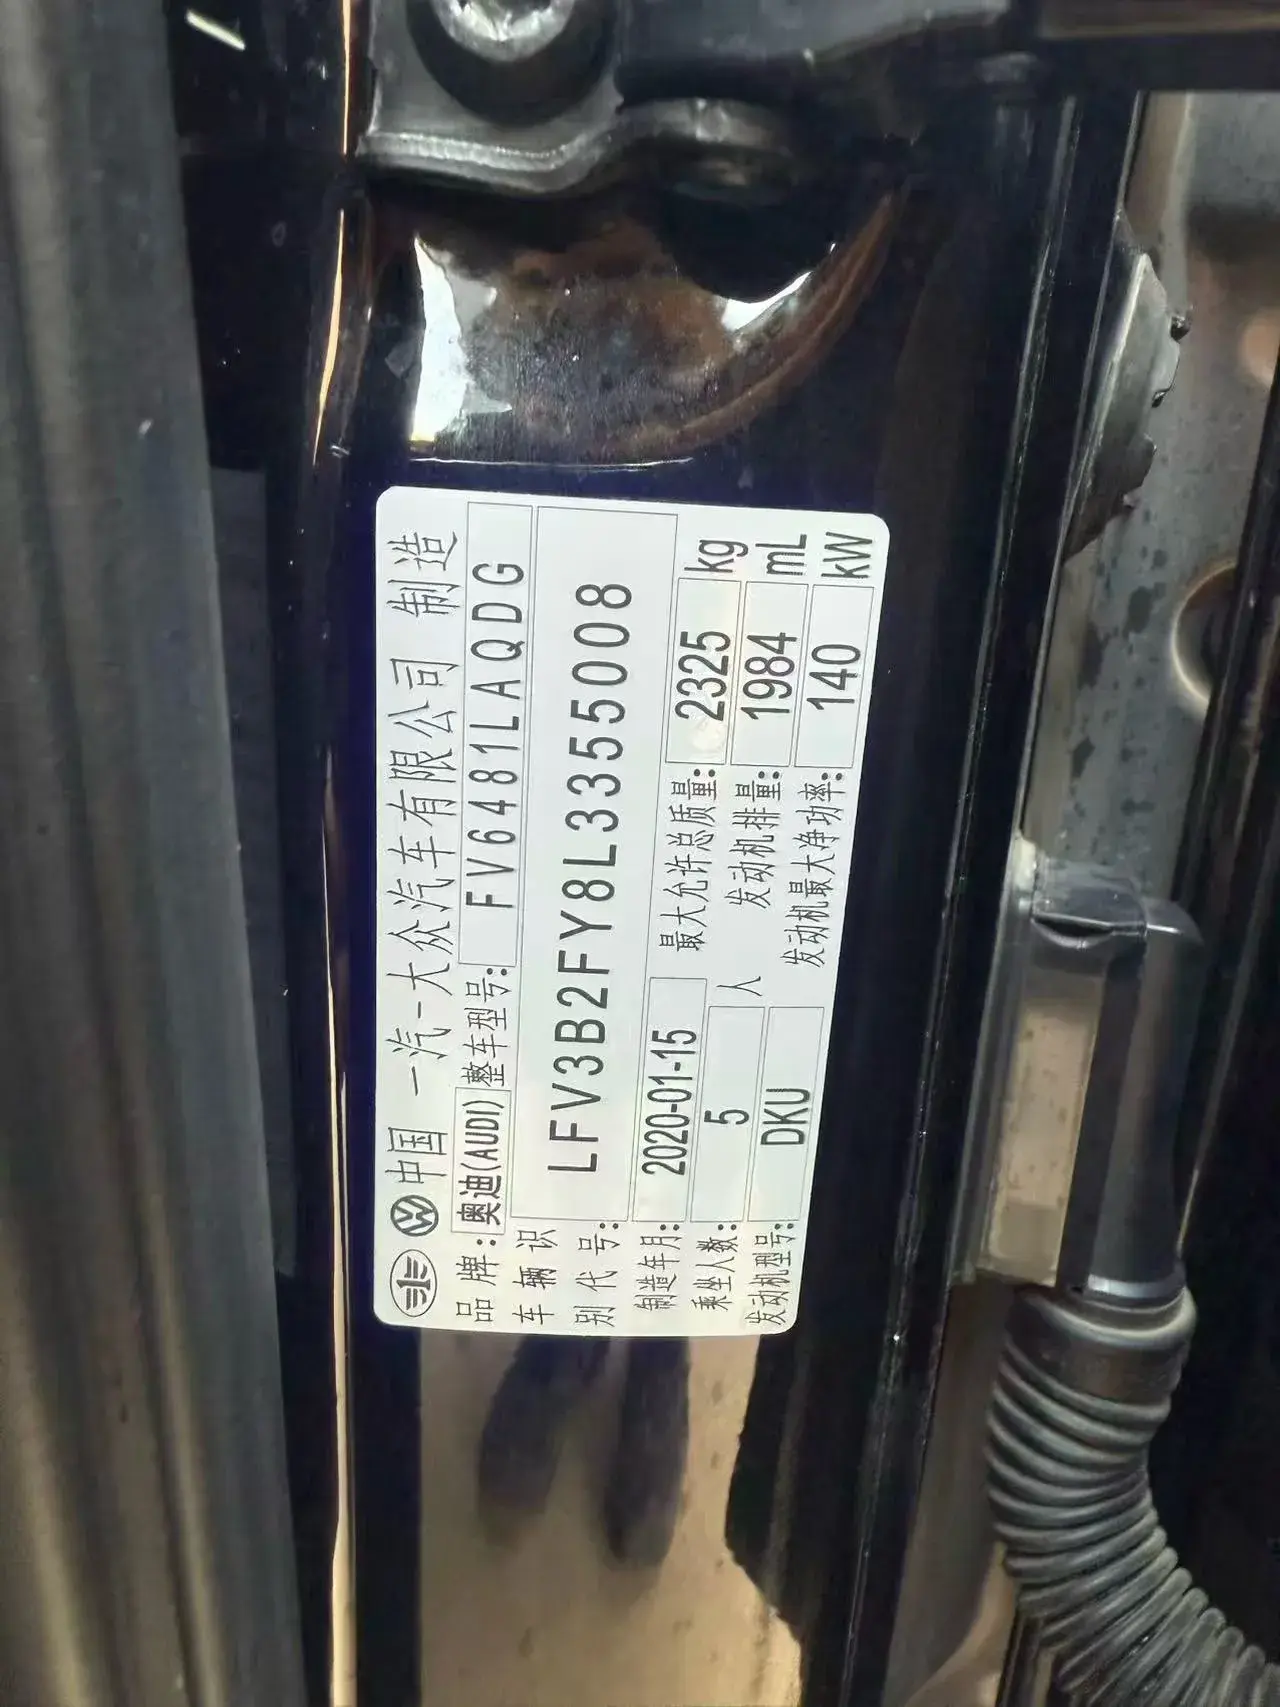 中国 一汽-大众汽车有限公司 制造
品牌: 奥迪(AUDI) 整车型号: FV6481LAQDG
车辆识别代号: LFV3B2FY8L3355008
制造年月: 2020-01-15 最大允许总质量: 2325 kg
乘坐人数: 5 人 发动机排量: 1984 mL
发动机型号: DKU 发动机最大净功率: 140 kW